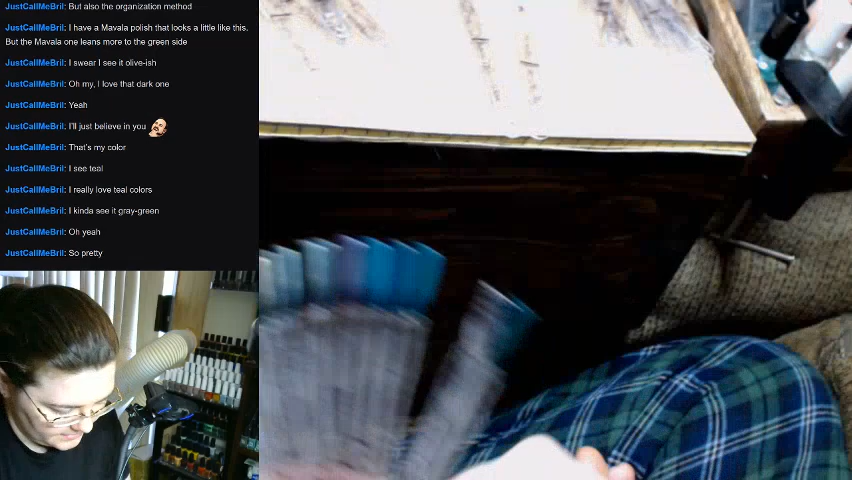 JustCallMeBril: But also the organization method
JustCallMeBril: I have a Mavala polish that looks a little like this.
But the Mavala one leans more to the green side
JustCallMeBril: I swear I see it olive-ish
JustCallMeBril: Oh my, I love that dark one
JustCallMeBril: Yeah
JustCallMeBril: I'll just believe in you
JustCallMeBril: That's my color
JustCallMeBril: I see teal
JustCallMeBril: I really love teal colors
JustCallMeBril: I kinda see it gray-green
JustCallMeBril: Oh yeah
JustCallMeBril: So pretty